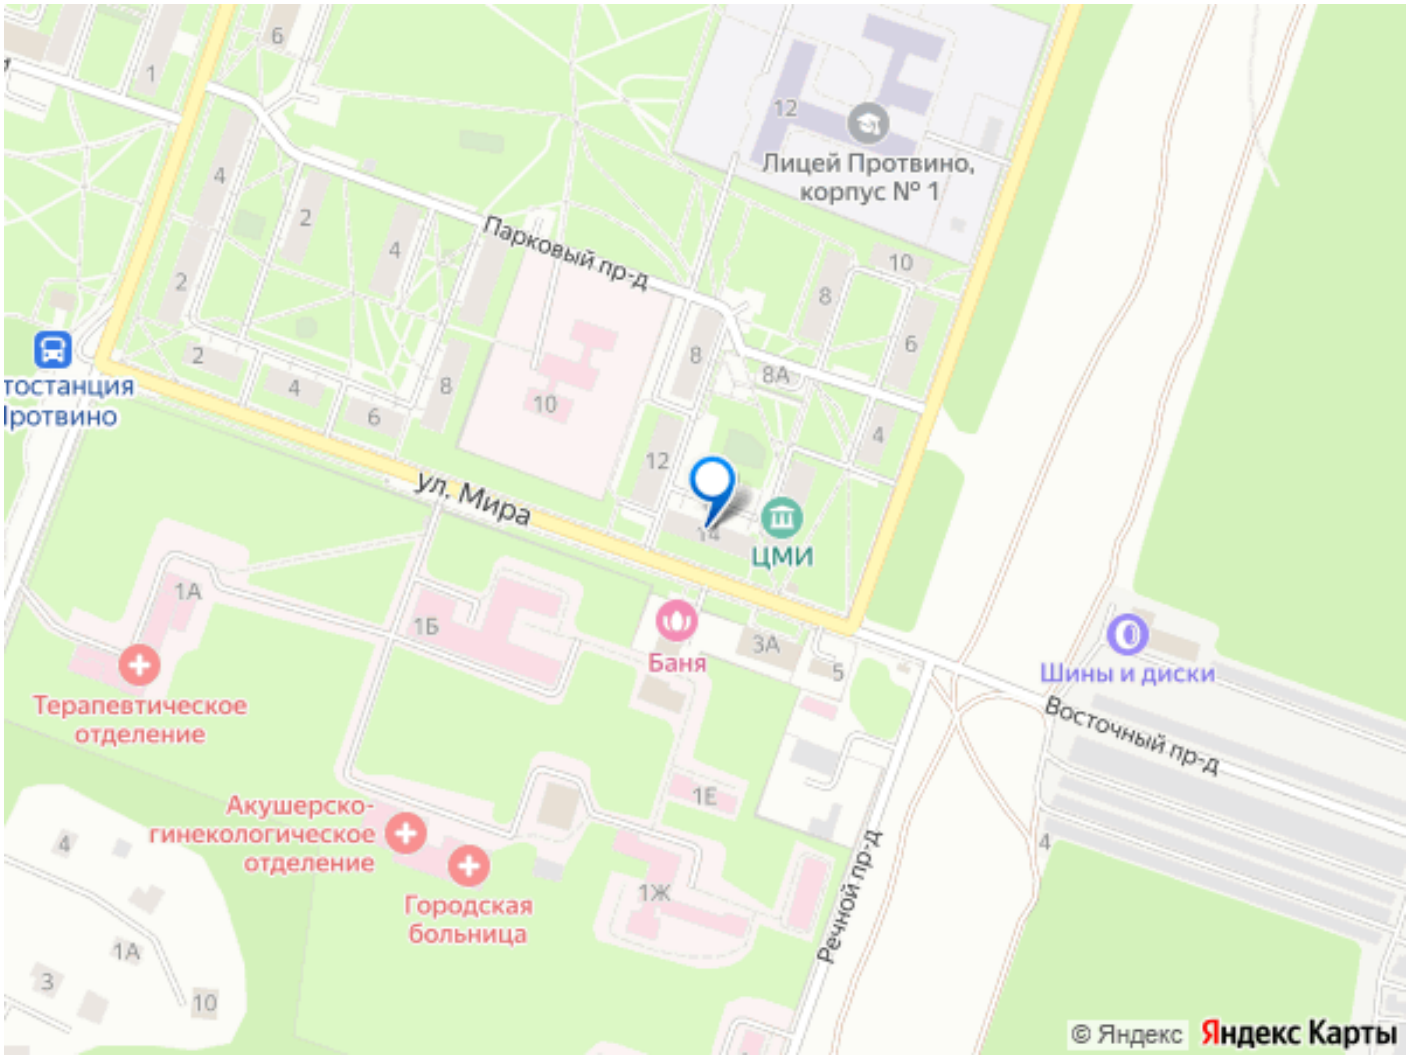 6
1
12
Лицей Протвино,
корпус № 1
4
2
4
Парковый пр-д
10
2
8
6
2
8
8А
4
6
8
10
тостанция
Іротвино
12
4
ул. Мира
14
ЦМИ
1А
1Б
Баня
3А
5
Шины и диски
Терапевтическое
отделение
Восточный пр-д
1Е
Акушерско-
гинекологическое
отделение
4
4
Речной пр-д
1Ж
Городская
больница
1А
3
10
© Яндекс
Яндекс Карты